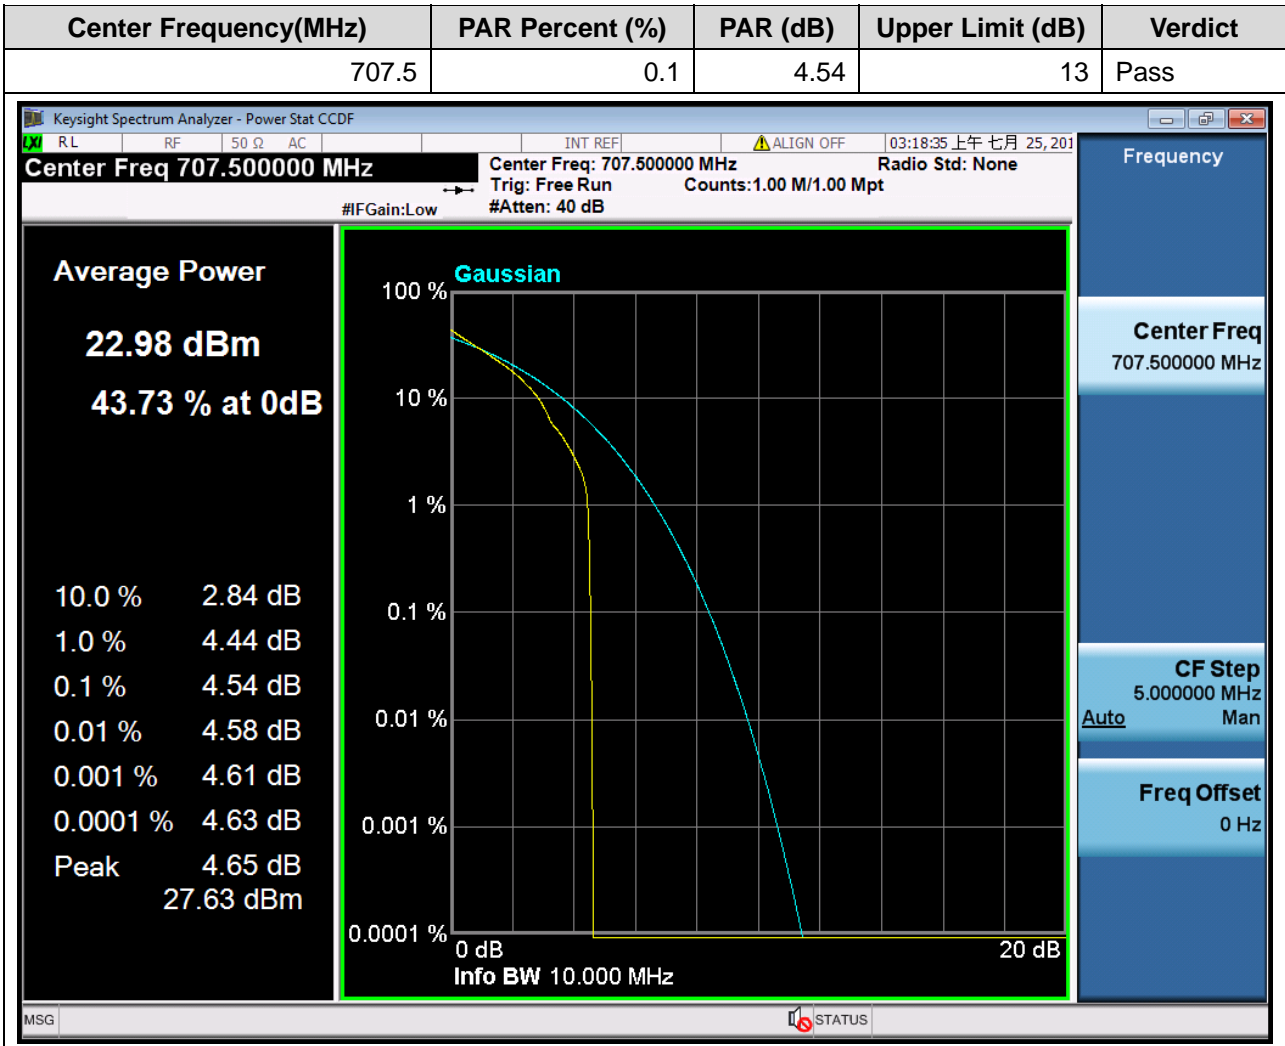 Center Frequency(MHz) PAR Percent (%) PAR (dB) Upper Limit (dB) Verdict
707.5 0.1 4.54 13 Pass
Keysight Spectrum Analyzer - Power Stat CCDF
LXI RL RF 50 Ω AC INT REF ALIGN OFF 03:18:35 上午 七月 25, 201
Center Freq 707.500000 MHz
Center Freq: 707.500000 MHz Radio Std: None
Trig: Free Run Counts:1.00 M/1.00 Mpt
#IFGain:Low #Atten: 40 dB
Average Power
22.98 dBm
43.73 % at 0dB
10.0 % 2.84 dB
1.0 % 4.44 dB
0.1 % 4.54 dB
0.01 % 4.58 dB
0.001 % 4.61 dB
0.0001 % 4.63 dB
Peak 4.65 dB
27.63 dBm
Gaussian
100 %
10 %
1 %
0.1 %
0.01 %
0.001 %
0.0001 %
0 dB 20 dB
Info BW 10.000 MHz
Frequency
Center Freq
707.500000 MHz
CF Step
5.000000 MHz
Auto Man
Freq Offset
0 Hz
MSG STATUS